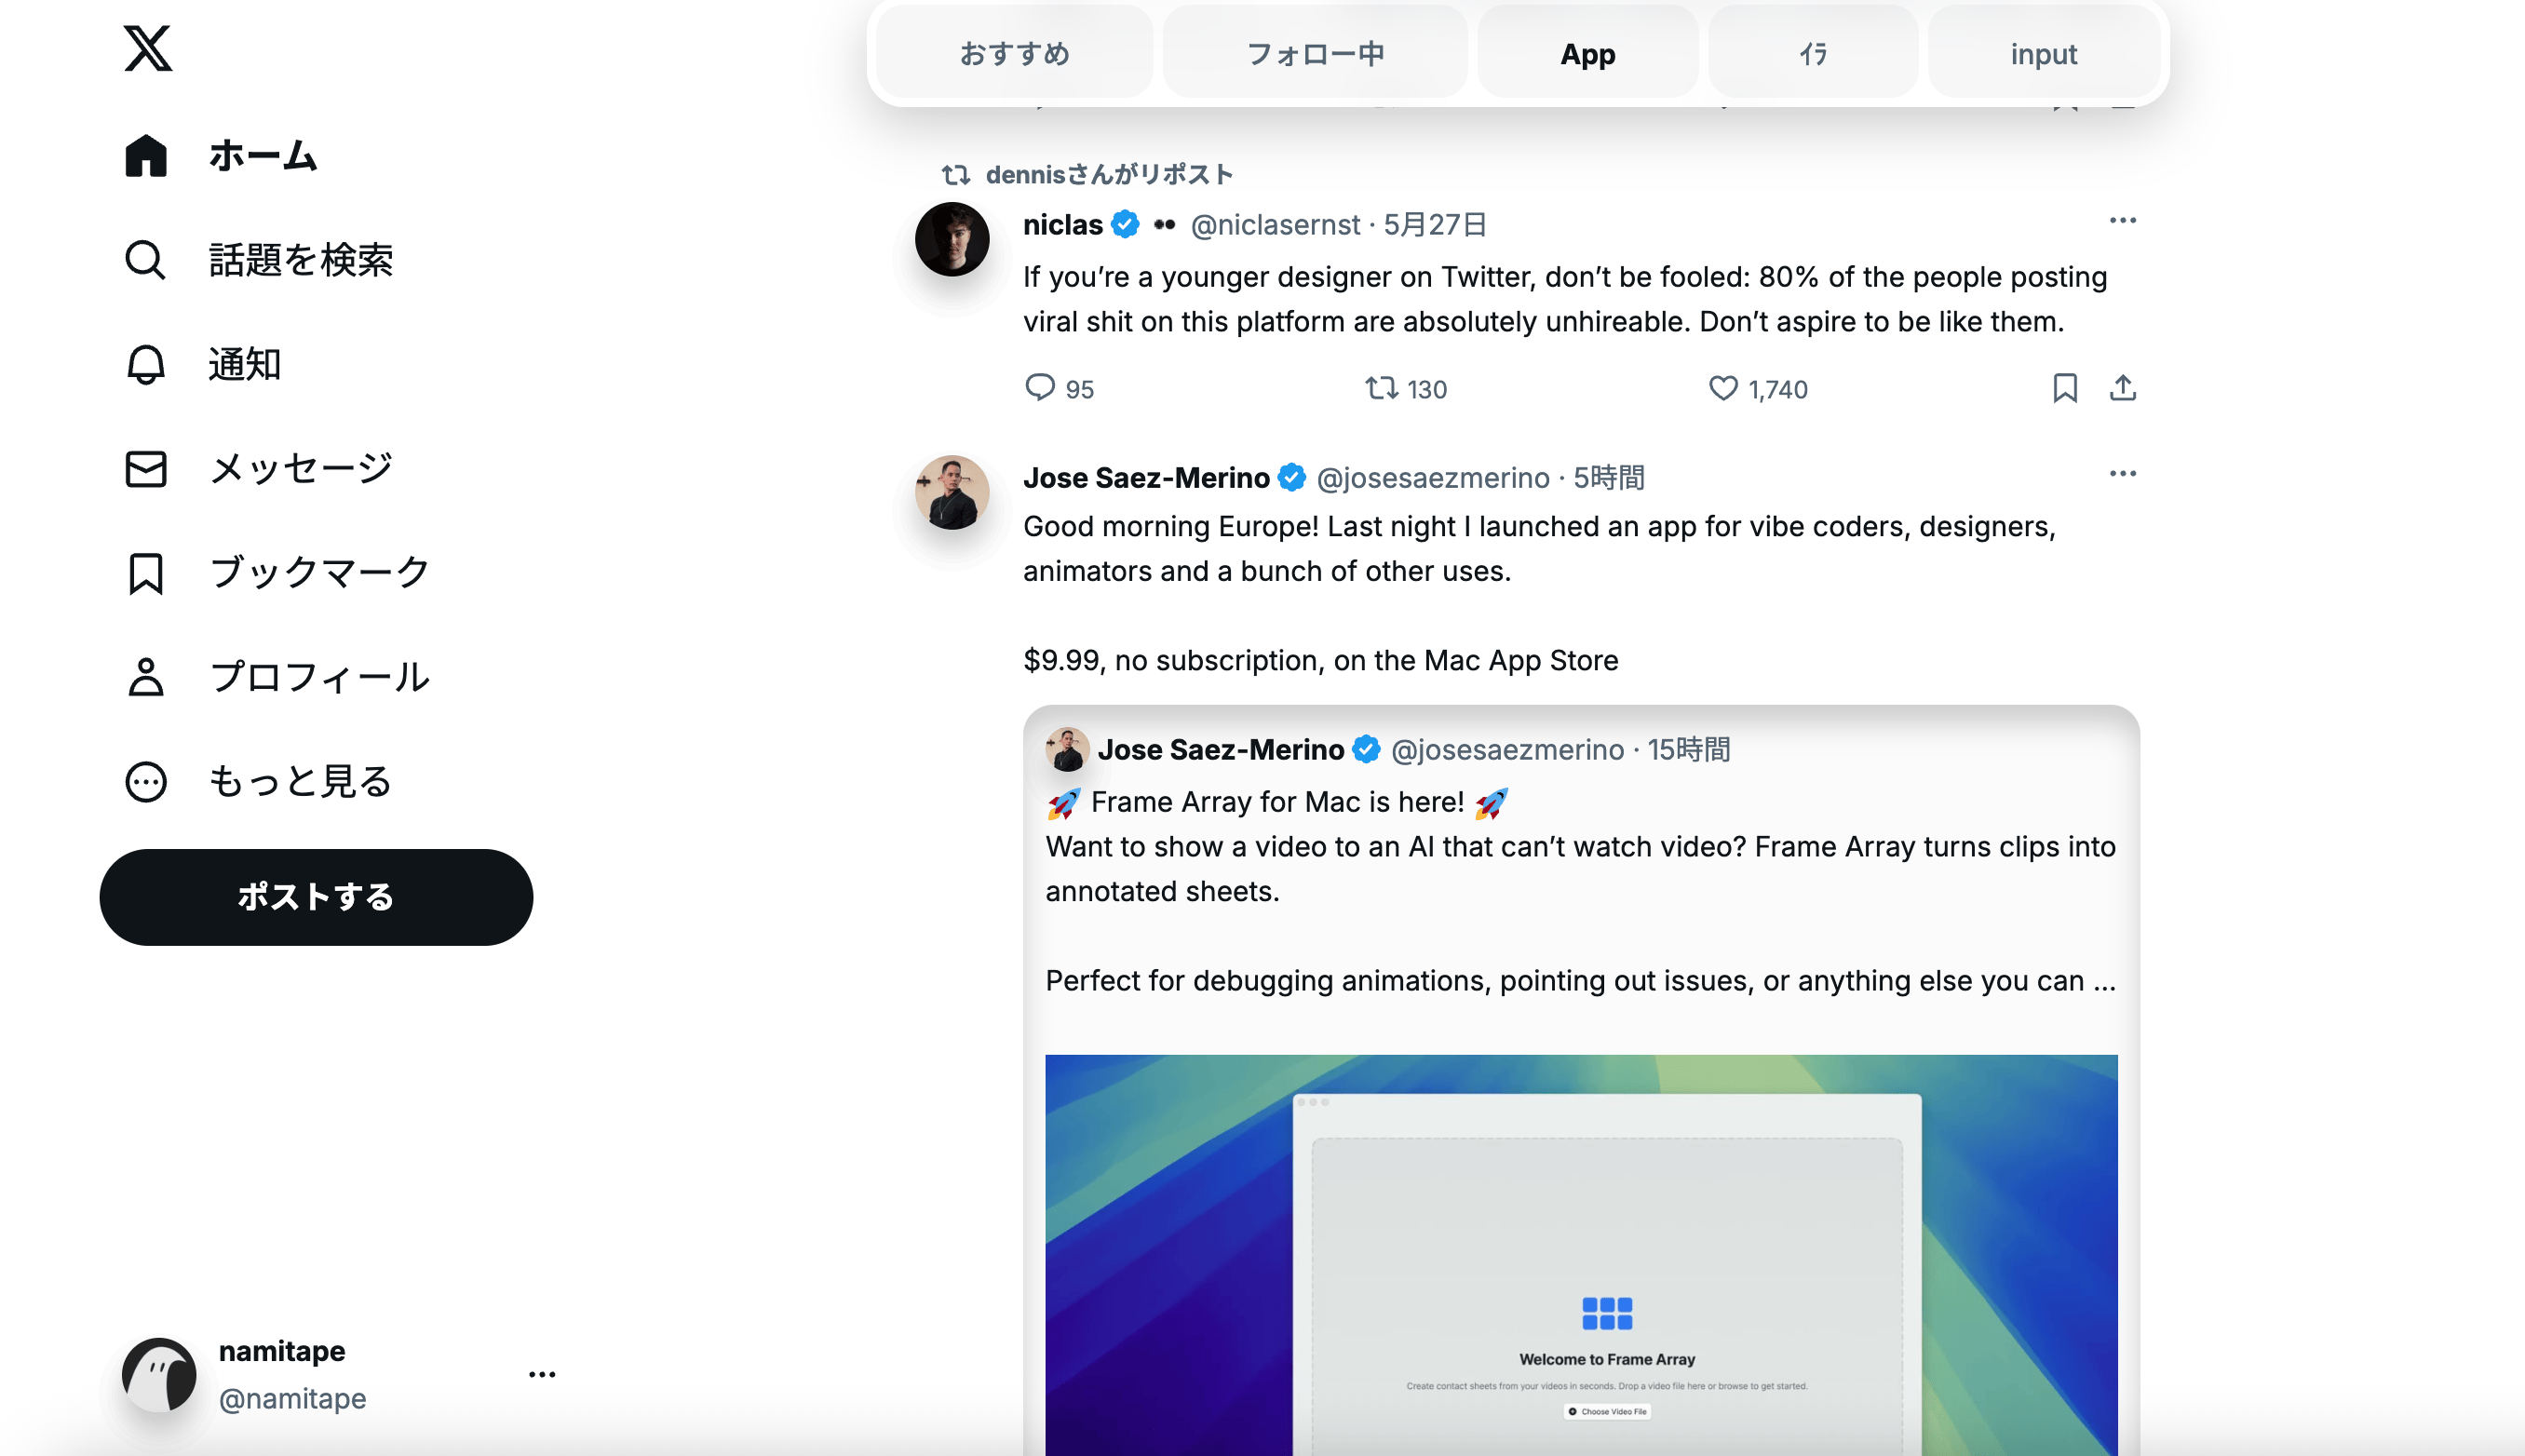 おすすめ
フォロー中
App
ｲﾗ
input
ホーム
話題を検索
通知
メッセージ
ブックマーク
プロフィール
もっと見る
ポストする
namitape
@namitape
dennisさんがリポスト
niclas @niclasernst · 5月27日
If you’re a younger designer on Twitter, don’t be fooled: 80% of the people posting
viral shit on this platform are absolutely unhireable. Don’t aspire to be like them.
95 130 1,740
Jose Saez-Merino @josesaezmerino · 5時間
Good morning Europe! Last night I launched an app for vibe coders, designers,
animators and a bunch of other uses.
$9.99, no subscription, on the Mac App Store
Jose Saez-Merino @josesaezmerino · 15時間
🚀 Frame Array for Mac is here! 🚀
Want to show a video to an AI that can’t watch video? Frame Array turns clips into
annotated sheets.
Perfect for debugging animations, pointing out issues, or anything else you can ...
Welcome to Frame Array
Create contact sheets from your videos in seconds. Drop a video file here or browse to get started.
Choose Video File